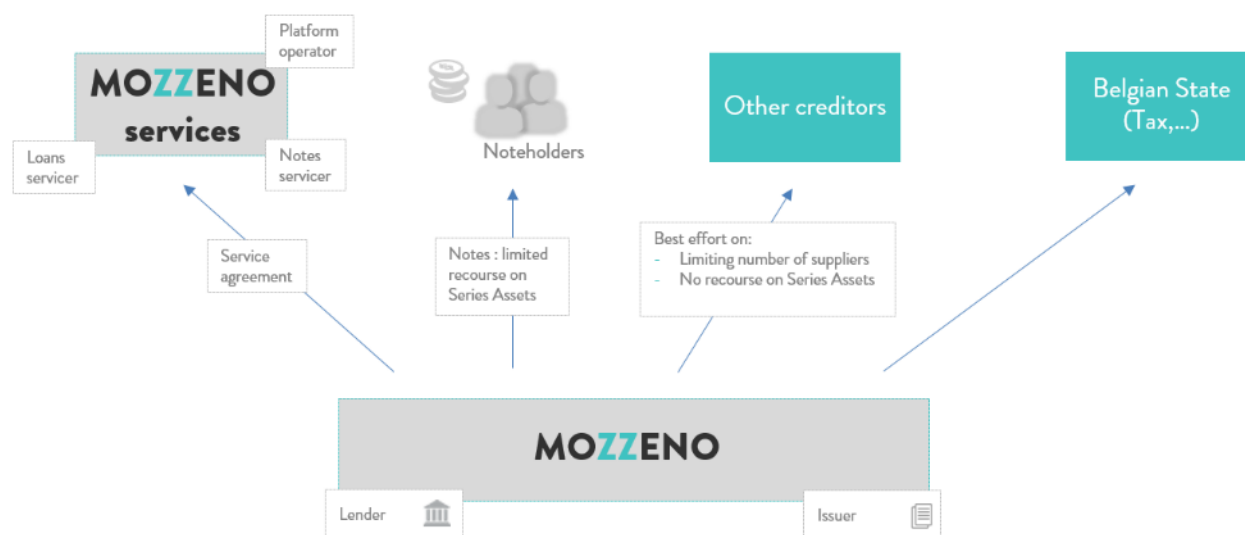 Platform
operator
MOZZENO
services
Loans
servicer
Notes
servicer
Noteholders
Other creditors
Belgian State
(Tax,...)
Service
agreement
Notes : limited
recourse on
Series Assets
Best effort on:
- Limiting number of suppliers
- No recourse on Series Assets
MOZZENO
Lender
Issuer